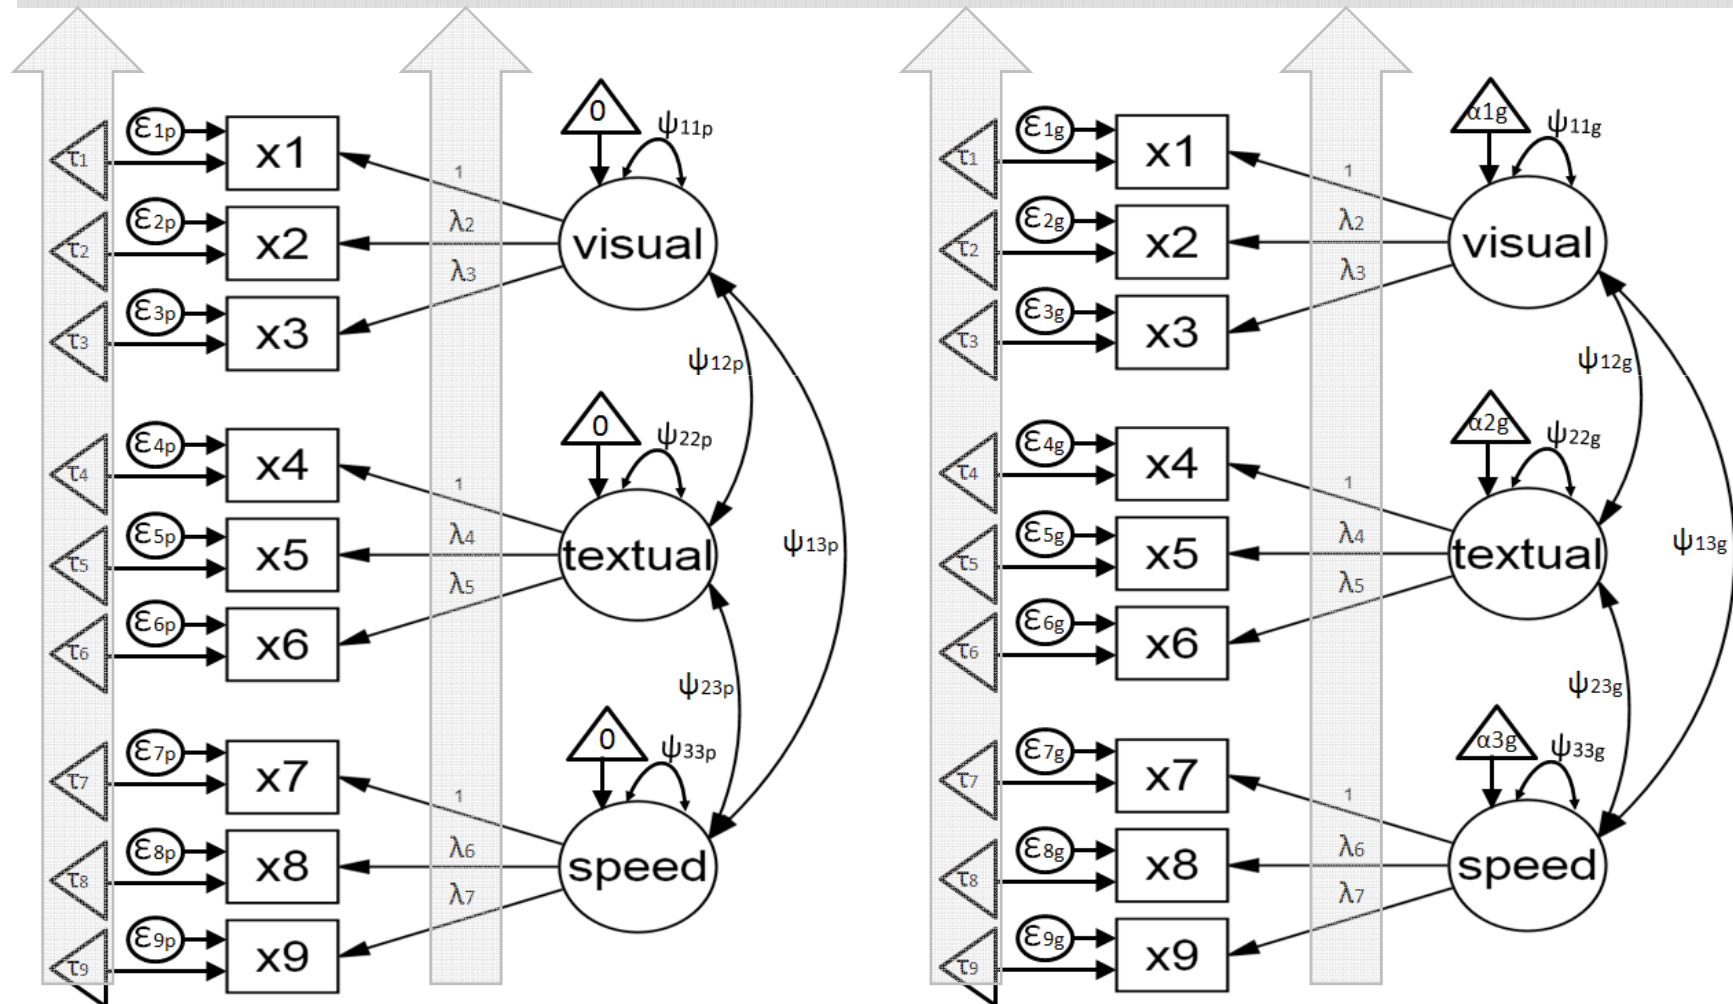 0 ψ11p α1g ψ11g
τ1 ε1p x1 1 τ1 ε1g x1 1
τ2 ε2p x2 λ2 visual τ2 ε2g x2 λ2 visual
τ3 ε3p x3 λ3 τ3 ε3g x3 λ3
ψ12p ψ12g
0 ψ22p α2g ψ22g
τ4 ε4p x4 1 τ4 ε4g x4 1
τ5 ε5p x5 λ4 textual ψ13p τ5 ε5g x5 λ4 textual ψ13g
τ6 ε6p x6 λ5 τ6 ε6g x6 λ5
ψ23p ψ23g
0 ψ33p α3g ψ33g
τ7 ε7p x7 1 τ7 ε7g x7 1
τ8 ε8p x8 λ6 speed τ8 ε8g x8 λ6 speed
τ9 ε9p x9 λ7 τ9 ε9g x9 λ7